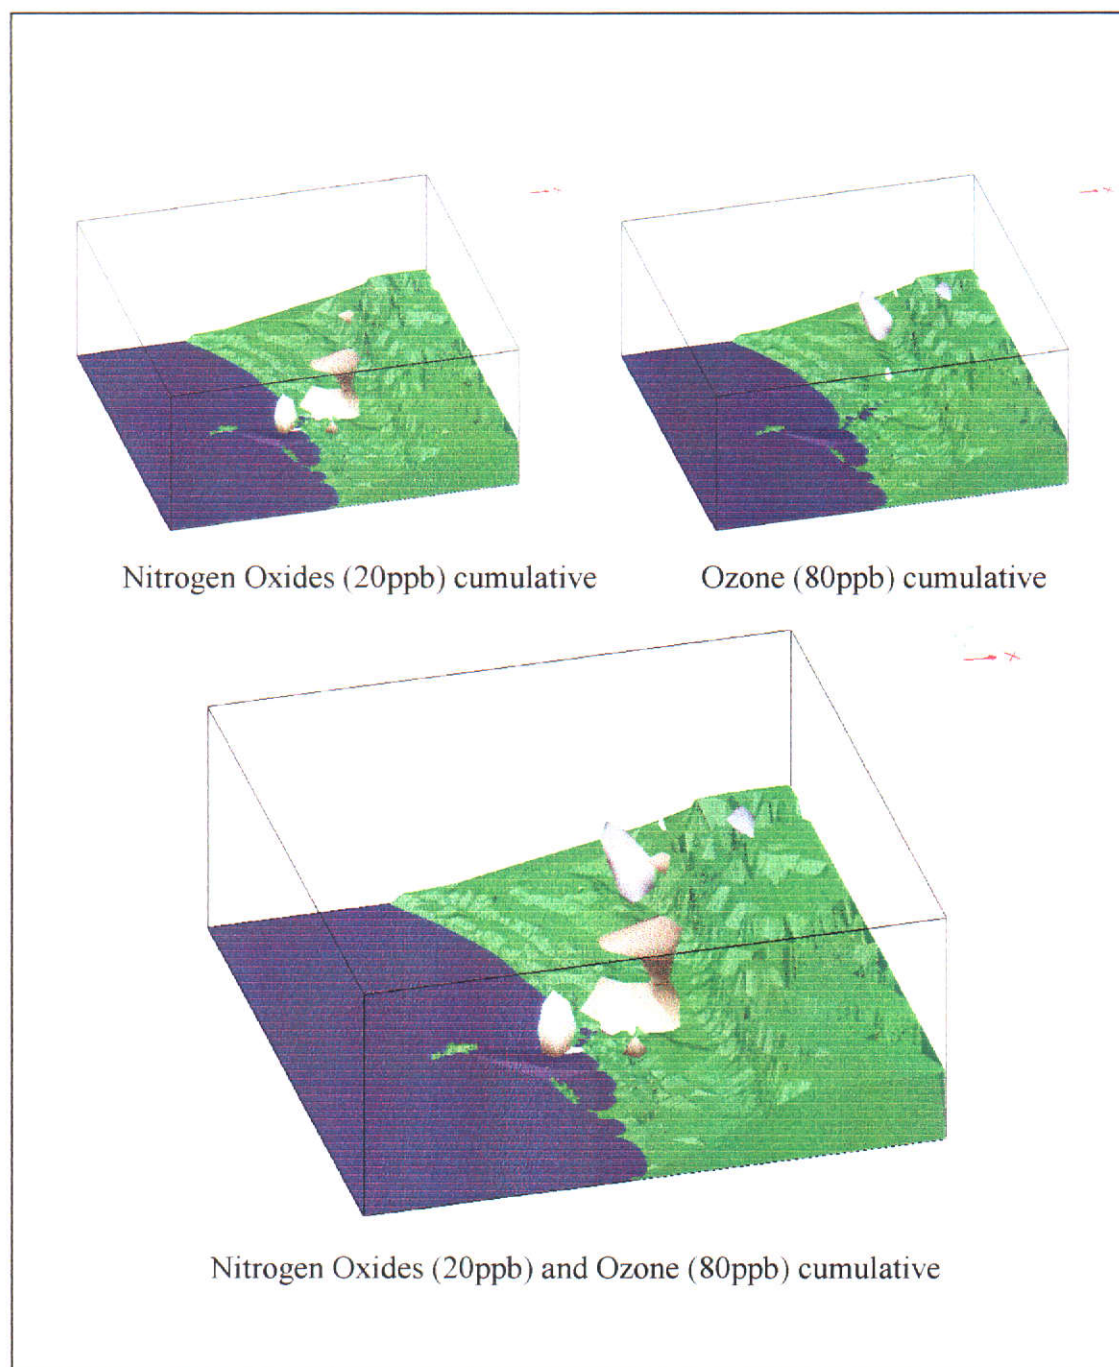 x
x
Nitrogen Oxides (20ppb) cumulative
Ozone (80ppb) cumulative
x
Nitrogen Oxides (20ppb) and Ozone (80ppb) cumulative